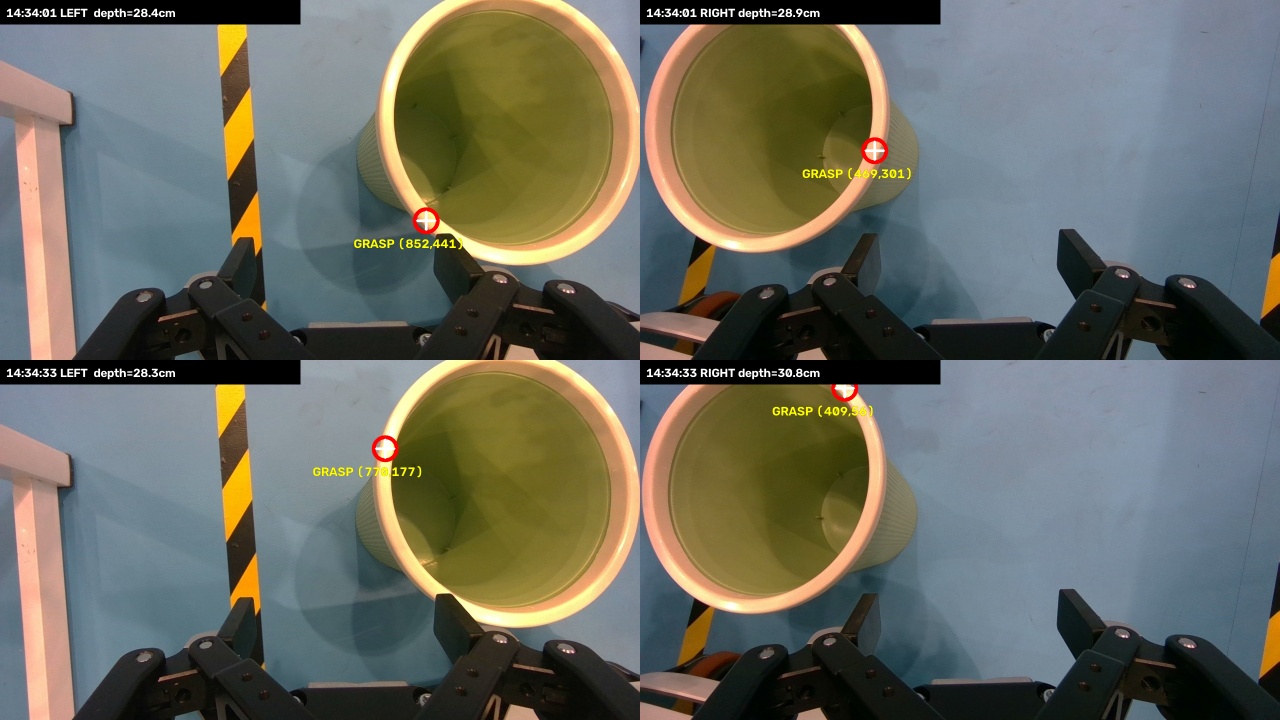 14:34:01 LEFT depth=28.4cm
14:34:01 RIGHT depth=28.9cm
GRASP (469,301)
GRASP (852,441)
14:34:33 LEFT depth=28.3cm
14:34:33 RIGHT depth=30.8cm
GRASP
GRASP